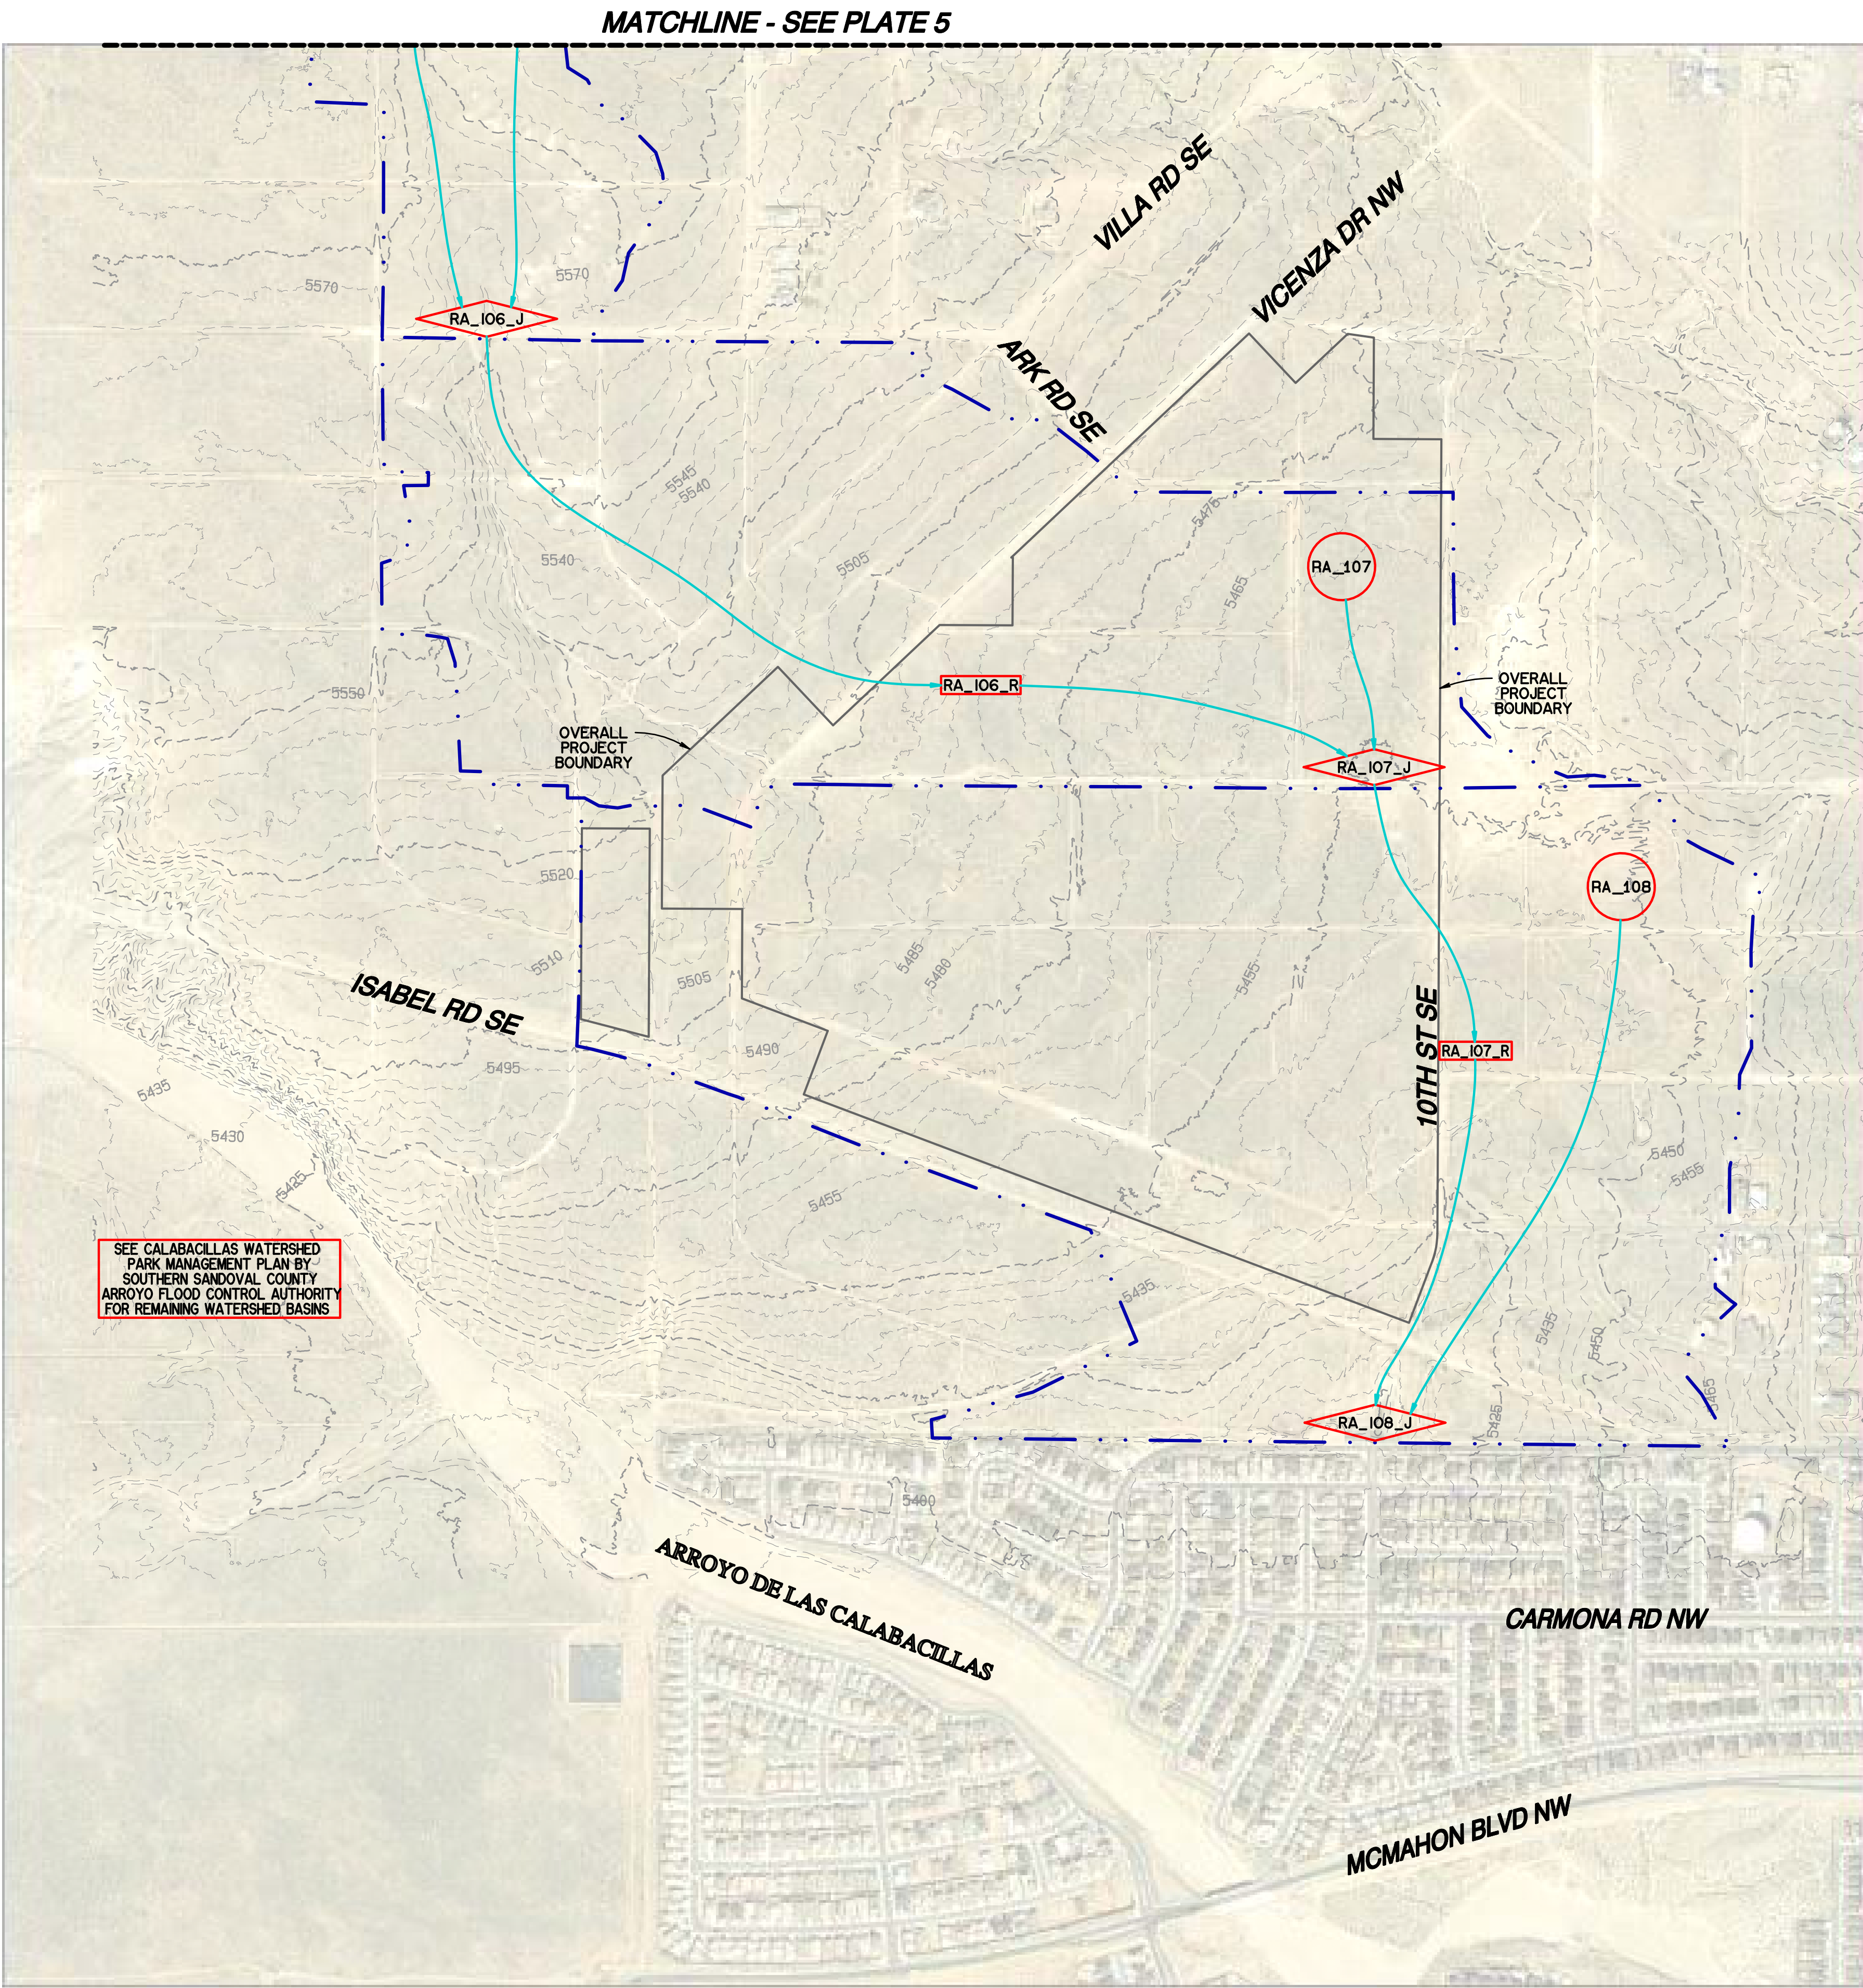 MATCHLINE - SEE PLATE 5
VILLA RD SE
VICENZA DR NW
5570
5570
RA_106_J
ARK RD SE
5545
5540
5475
5540
5505
RA_107
5465
5550
RA_106_R
OVERALL
PROJECT
BOUNDARY
OVERALL
PROJECT
BOUNDARY
RA_107_J
5520
RA_108
5510
5505
5485
5480
5455
ISABEL RD SE
10TH ST SE
5490
5495
RA_107_R
5435
5430
5425
5450
5455
5455
SEE CALABACILLAS WATERSHED
PARK MANAGEMENT PLAN BY
SOUTHERN SANDOVAL COUNTY
ARROYO FLOOD CONTROL AUTHORITY
FOR REMAINING WATERSHED BASINS
5435
5435
5450
5465
RA_108_J
5425
5400
ARROYO DE LAS CALABACILLAS
CARMONA RD NW
MCMAHON BLVD NW